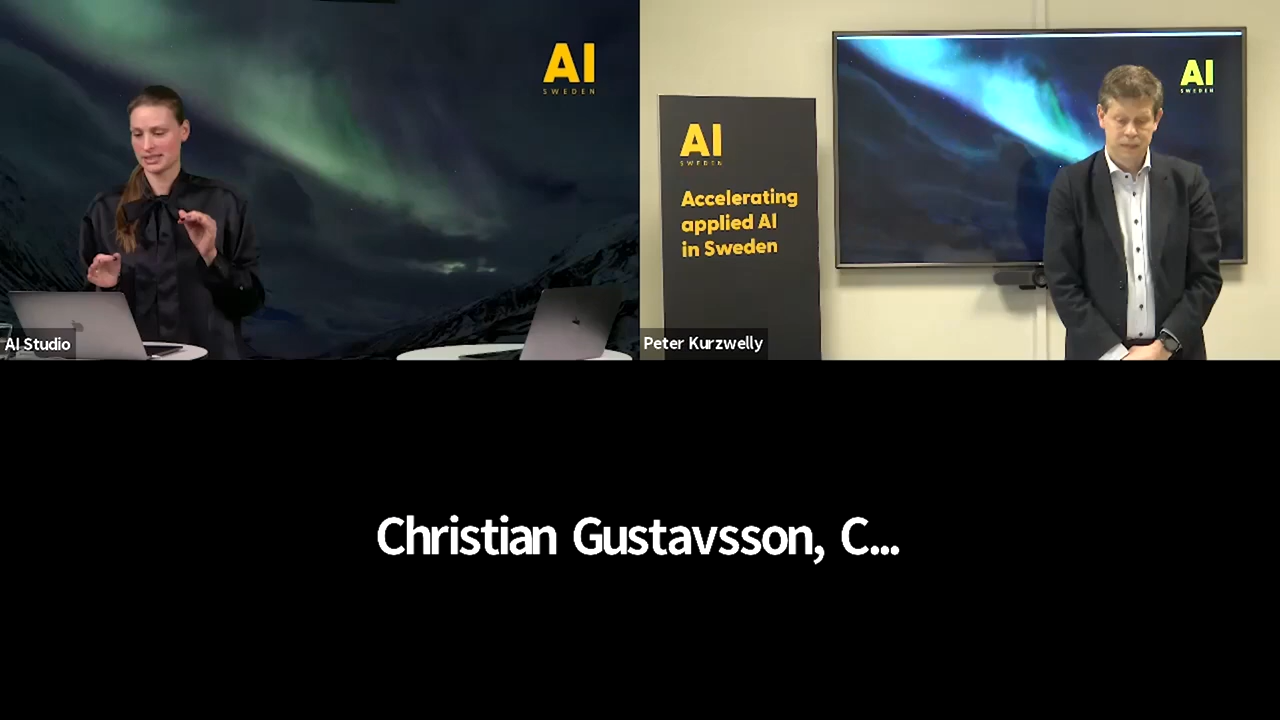 AI
SWEDEN
AI Studio
AI
SWEDEN
Accelerating
applied AI
in Sweden
AI
SWEDEN
Peter Kurzwelly
Christian Gustavsson, C...